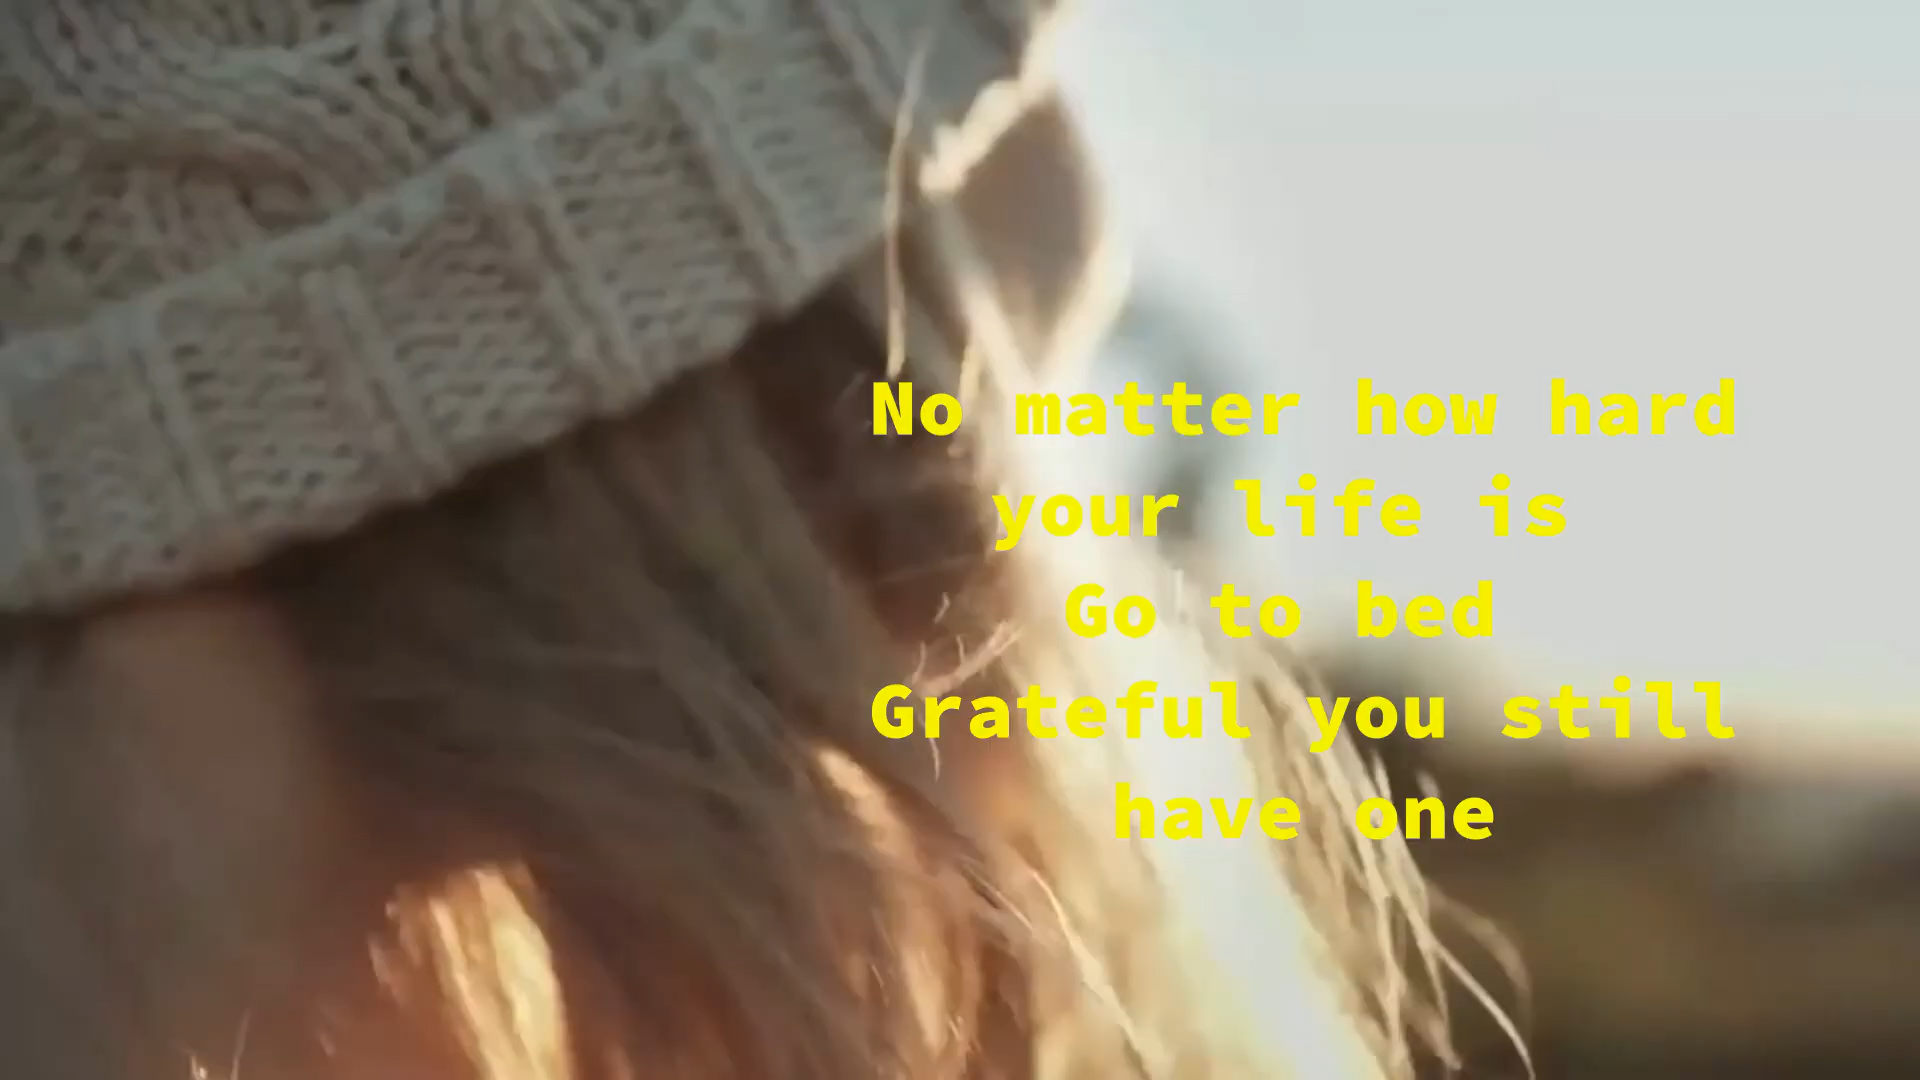 No matter how hard
your life is
Go to bed
Grateful you still
have one